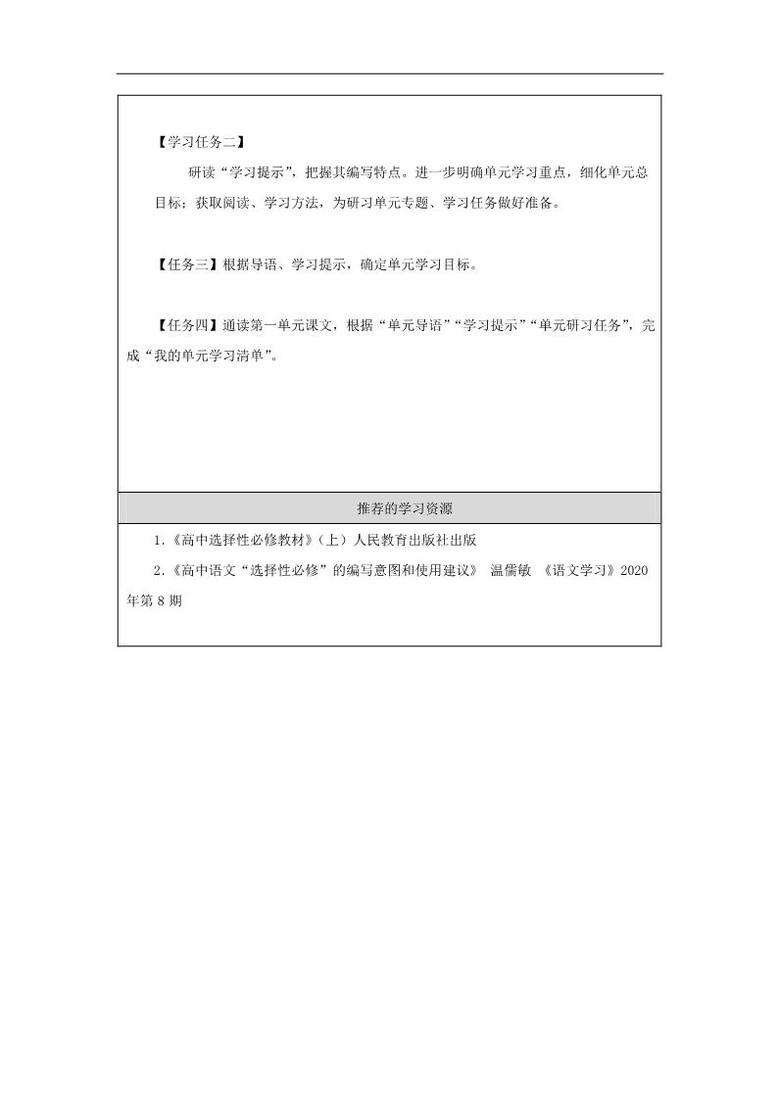 【学习任务二】
研读“学习提示”，把握其编写特点。进一步明确单元学习重点，细化单元总
目标；获取阅读、学习方法，为研习单元专题、学习任务做好准备。
【任务三】根据导语、学习提示，确定单元学习目标。
【任务四】通读第一单元课文，根据“单元导语”“学习提示”“单元研习任务”，完
成“我的单元学习清单”。
推荐的学习资源
1.《高中选择性必修教材》（上）人民教育出版社出版
2.《高中语文“选择性必修”的编写意图和使用建议》 温儒敏 《语文学习》2020
年第 8 期